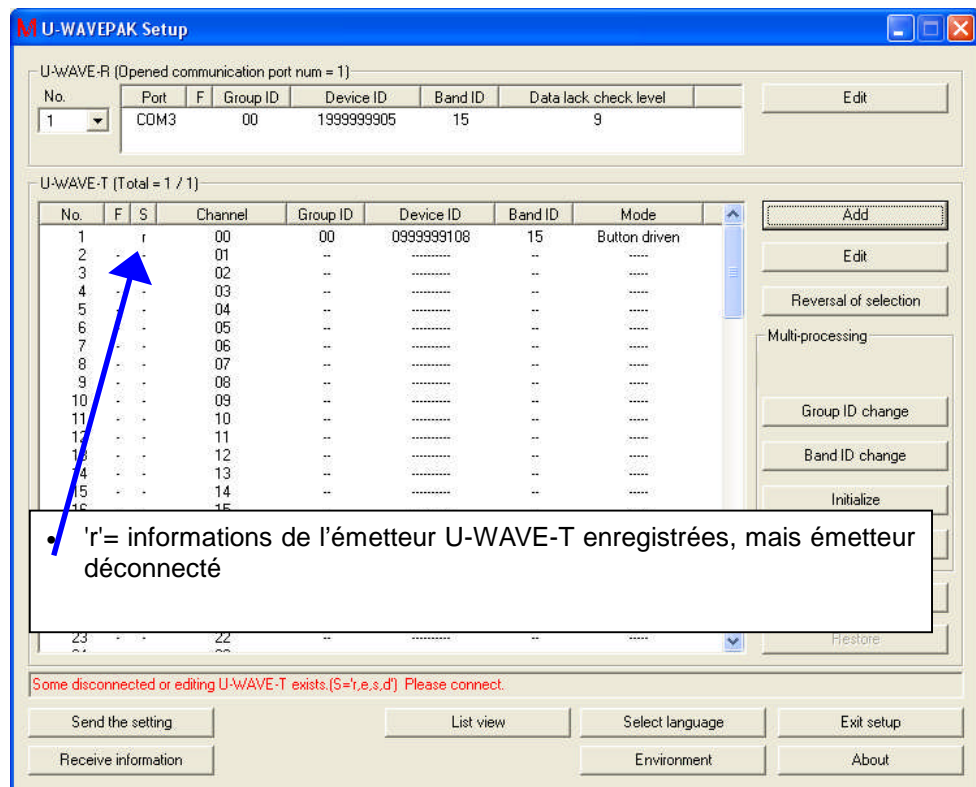 U-WAVEPAK Setup
U-WAVE-R (Opened communication port num = 1)
No. Port F Group ID Device ID Band ID Data lack check level
1 COM3 00 1999999905 15 9
Edit
U-WAVE-T (Total = 1 / 1)
No. F S Channel Group ID Device ID Band ID Mode
1 r 00 00 0999999108 15 Button driven
2 - - 01 -- --------- -- -----
3 - - 02 -- --------- -- -----
4 - - 03 -- --------- -- -----
5 - - 04 -- --------- -- -----
6 - - 05 -- --------- -- -----
7 - - 06 -- --------- -- -----
8 - - 07 -- --------- -- -----
9 - - 08 -- --------- -- -----
10 - - 09 -- --------- -- -----
11 - - 10 -- --------- -- -----
12 - - 11 -- --------- -- -----
13 - - 12 -- --------- -- -----
14 - - 13 -- --------- -- -----
15 - - 14 -- --------- -- -----
16 15
23 - - 22 -- --------- -- -----
Add
Edit
Reversal of selection
Multi-processing
Group ID change
Band ID change
Initialize
Restore
• 'r'= informations de l’émetteur U-WAVE-T enregistrées, mais émetteur
déconnecté
Some disconnected or editing U-WAVE-T exists.(S='r,e,s,d') Please connect.
Send the setting
List view
Select language
Exit setup
Receive information
Environment
About